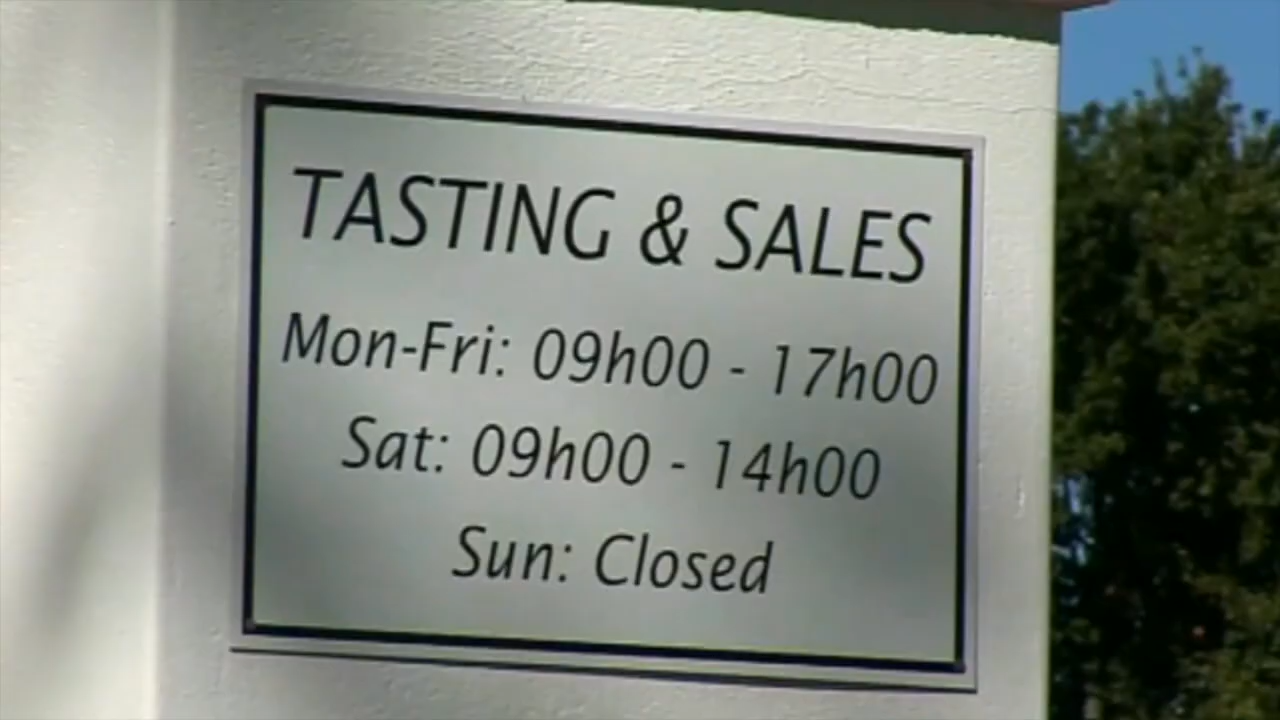 TASTING & SALES
Mon-Fri: 09h00 - 17h00
Sat: 09h00 - 14h00
Sun: Closed